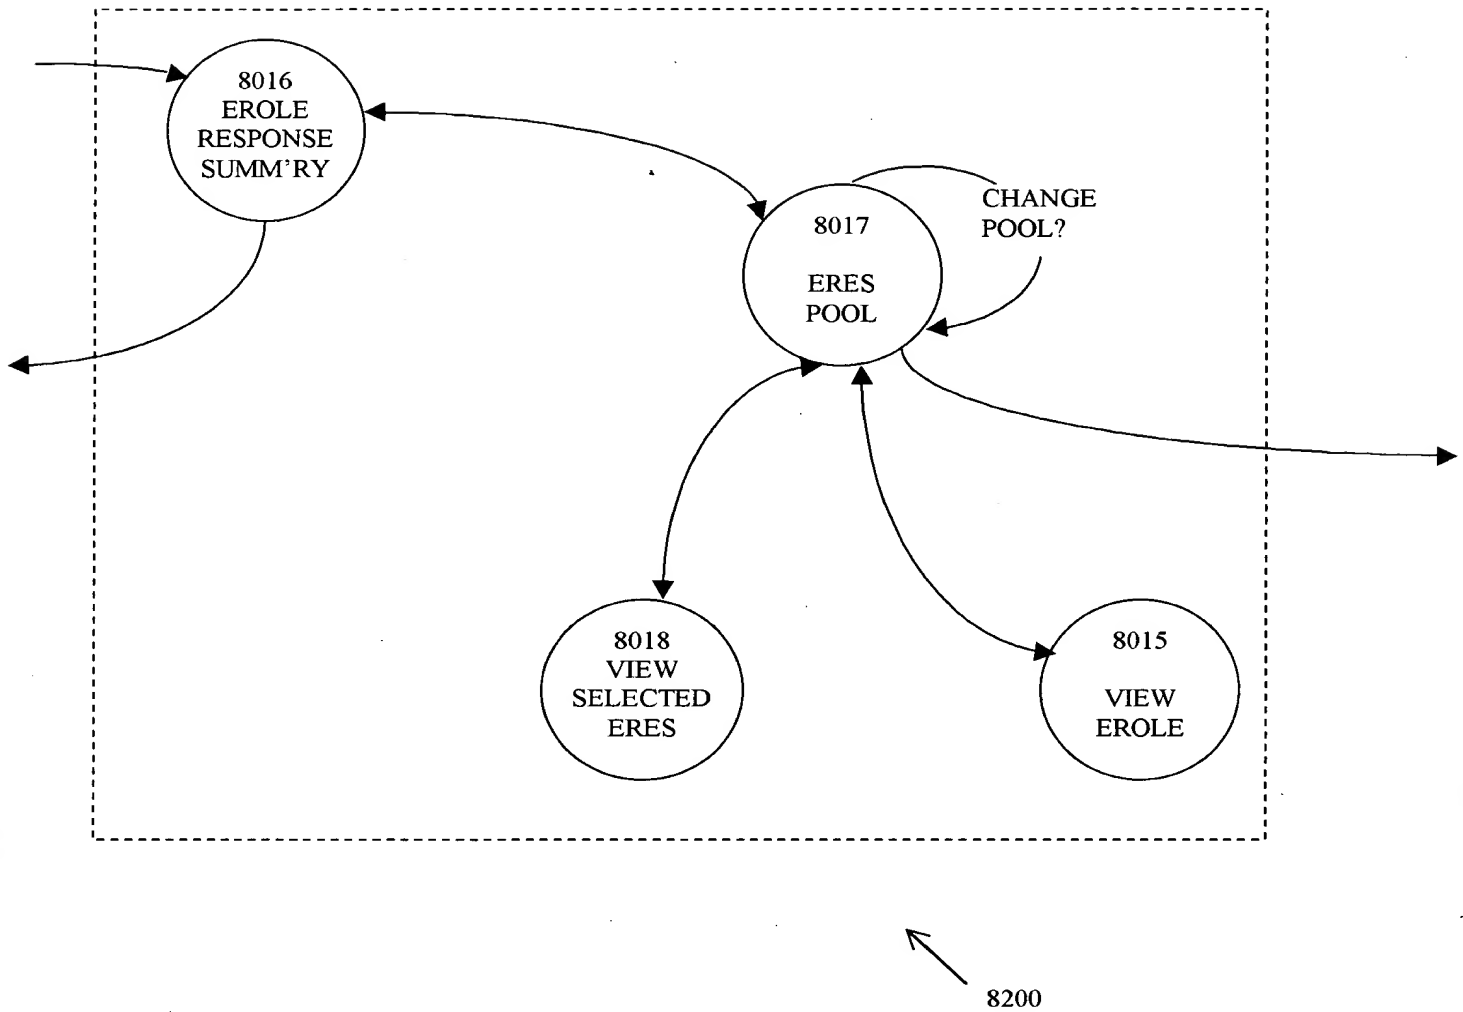 8016
EROLE
RESPONSE
SUMM'RY
8017
ERES
POOL
CHANGE
POOL?
8018
VIEW
SELECTED
ERES
8015
VIEW
EROLE
8200